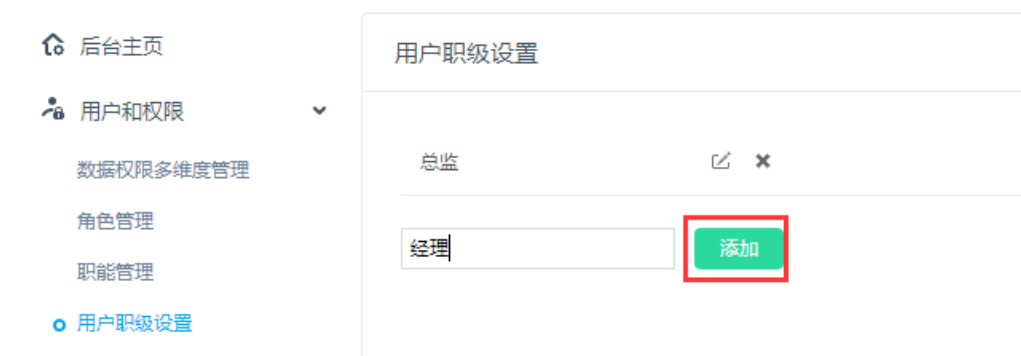 后台主页
用户和权限
数据权限多维度管理
角色管理
职能管理
用户职级设置
用户职级设置
总监
经理
添加